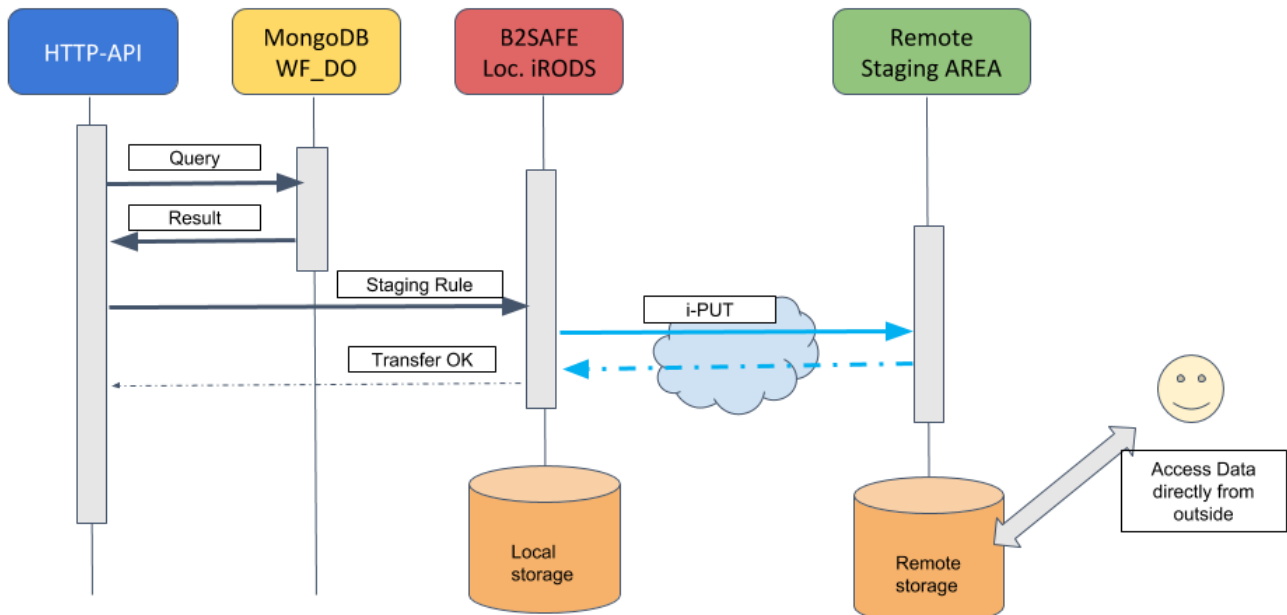 HTTP-API
MongoDB
WF_DO
B2SAFE
Loc. iRODS
Remote
Staging AREA
Query
Result
Staging Rule
i-PUT
Transfer OK
Access Data
directly from
outside
Local
storage
Remote
storage